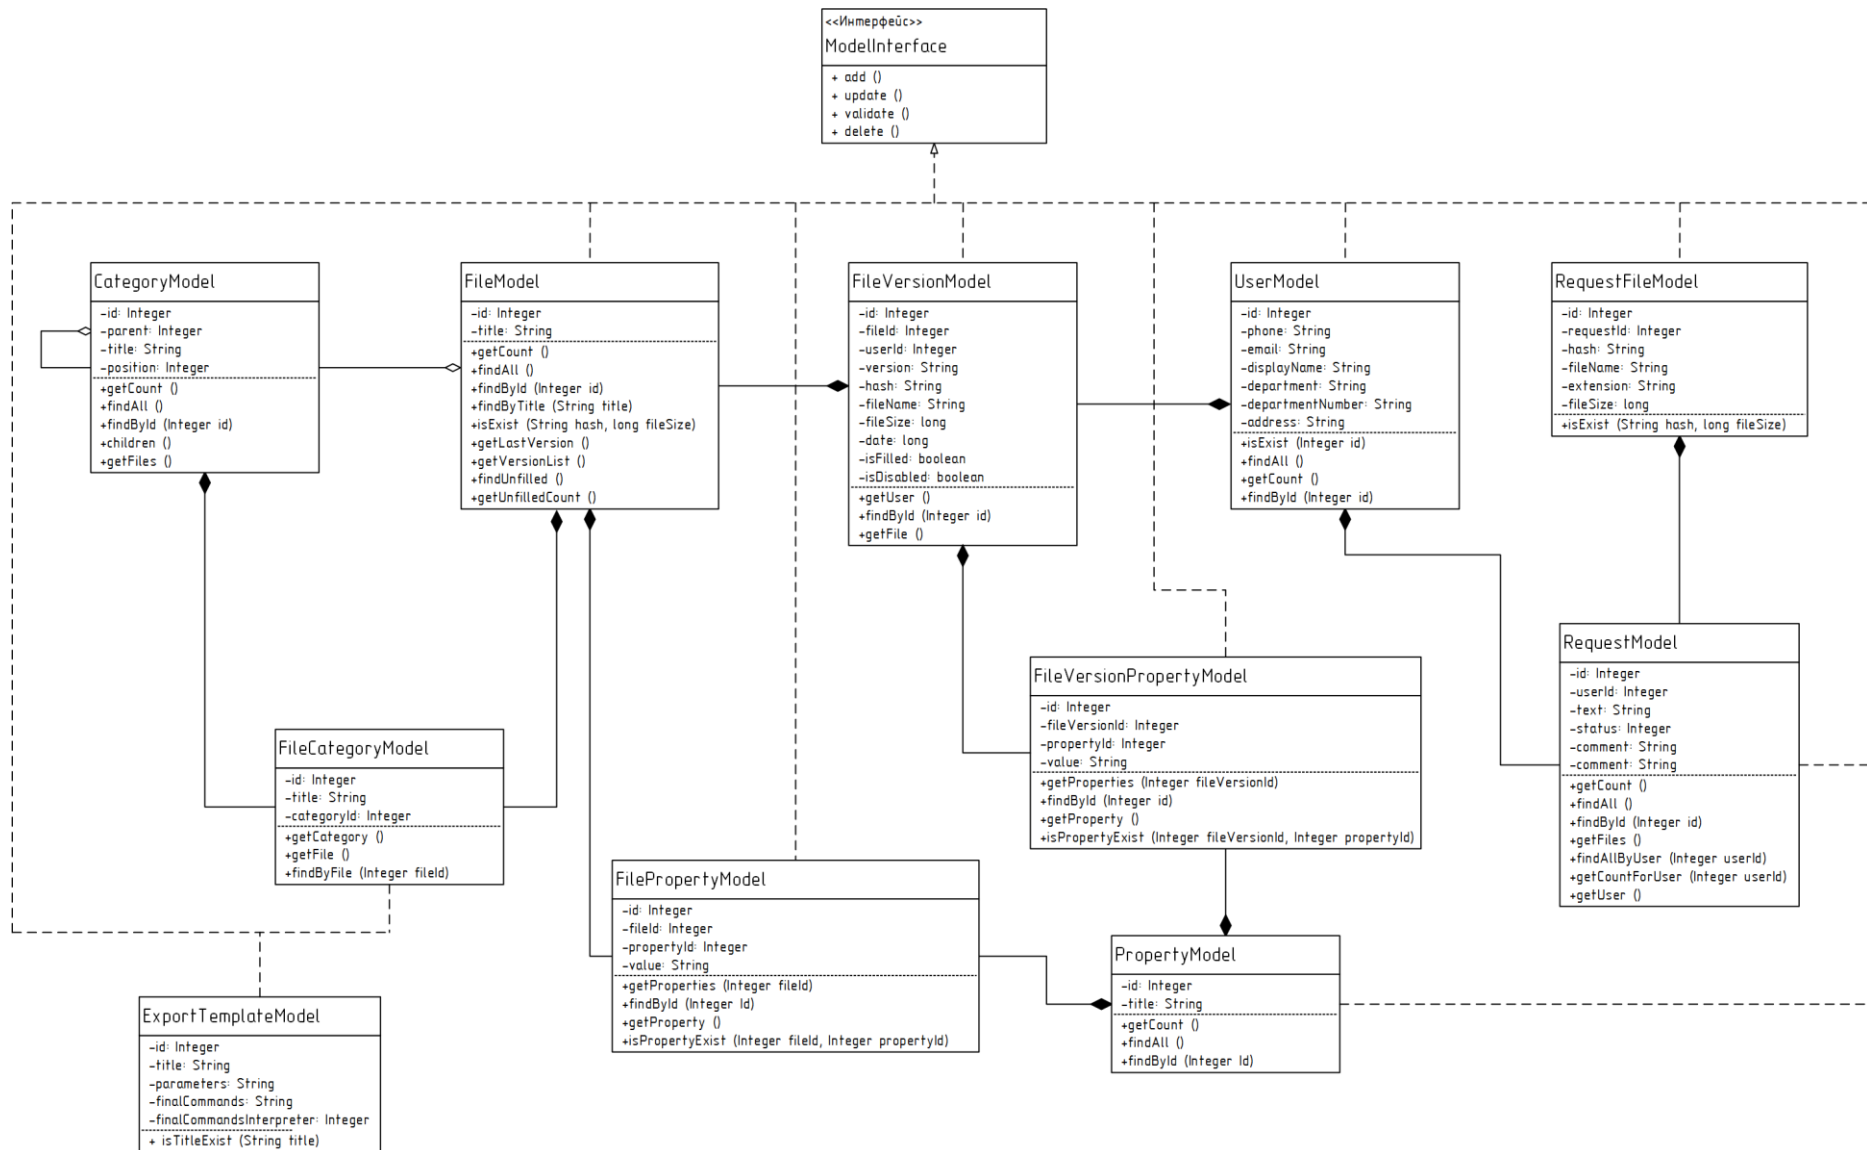 <<Интерфейс>>
ModelInterface
+ add ()
+ update ()
+ validate ()
+ delete ()
CategoryModel
-id: Integer
-parent: Integer
-title: String
-position: Integer
+getCount ()
+findAll ()
+findById (Integer id)
+children ()
+getFiles ()
FileModel
-id: Integer
-title: String
+getCount ()
+findAll ()
+findById (Integer id)
+findByTitle (String title)
+isExist (String hash, long fileSize)
+getLastVersion ()
+getVersionList ()
+findUnfilled ()
+getUnfilledCount ()
FileVersionModel
-id: Integer
-fileId: Integer
-userId: Integer
-version: String
-hash: String
-fileName: String
-fileSize: long
-date: long
-isFilled: boolean
-isDisabled: boolean
+getUser ()
+findById (Integer id)
+getFile ()
UserModel
-id: Integer
-phone: String
-email: String
-displayName: String
-department: String
-departmentNumber: String
-address: String
+isExist (Integer id)
+findAll ()
+getCount ()
+findById (Integer id)
RequestFileModel
-id: Integer
-requestId: Integer
-hash: String
-fileName: String
-extension: String
-fileSize: long
+isExist (String hash, long fileSize)
RequestModel
-id: Integer
-userId: Integer
-text: String
-status: Integer
-comment: String
-comment: String
+getCount ()
+findAll ()
+findById (Integer id)
+getFiles ()
+findAllByUser (Integer userId)
+getCountForUser (Integer userId)
+getUser ()
FileVersionPropertyModel
-id: Integer
-fileVersionId: Integer
-propertyId: Integer
-value: String
+getProperties (Integer fileVersionId)
+findById (Integer id)
+getProperty ()
+isPropertyExist (Integer fileVersionId, Integer propertyId)
FileCategoryModel
-id: Integer
-title: String
-categoryId: Integer
+getCategory ()
+getFile ()
+findByFile (Integer fileId)
FilePropertyModel
-id: Integer
-fileId: Integer
-propertyId: Integer
-value: String
+getProperties (Integer fileId)
+findById (Integer Id)
+getProperty ()
+isPropertyExist (Integer fileId, Integer propertyId)
PropertyModel
-id: Integer
-title: String
+getCount ()
+findAll ()
+findById (Integer Id)
ExportTemplateModel
-id: Integer
-title: String
-parameters: String
-finalCommands: String
-finalCommandsInterpreter: Integer
+ isTitleExist (String title)